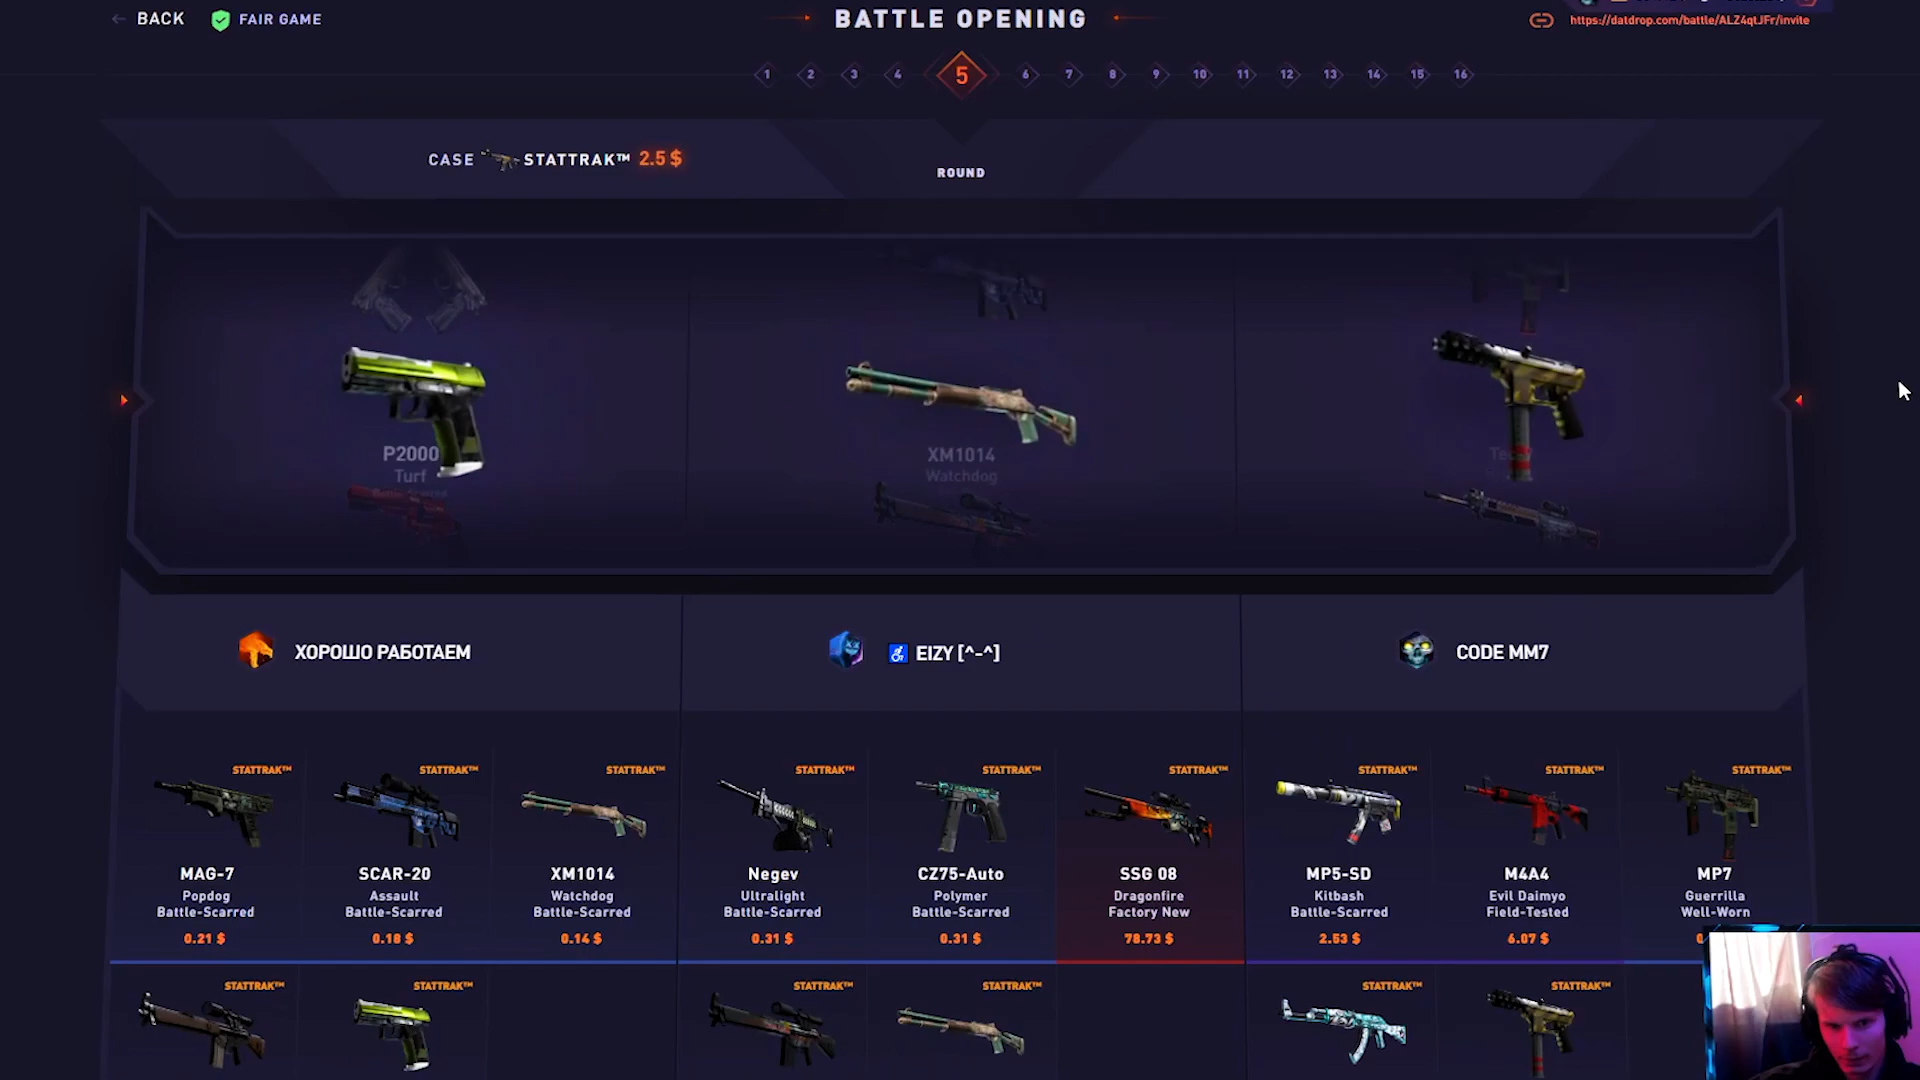 BACK
FAIR GAME
BATTLE OPENING
https://datdrop.com/battle/ALZ4qtJFr/invite
1 2 3 4 5 6 7 8 9 10 11 12 13 14 15 16
CASE STATTRAK™ 2.5 $
ROUND
P2000
Turf
XM1014
Watchdog
ХОРОШО РАБОТАЕМ
EIZY [^-^]
CODE MM7
STATTRAK™ STATTRAK™ STATTRAK™ STATTRAK™ STATTRAK™ STATTRAK™ STATTRAK™ STATTRAK™ STATTRAK™
MAG-7 SCAR-20 XM1014 Negev CZ75-Auto SSG 08 MP5-SD M4A4 MP7
Popdog Assault Watchdog Ultralight Polymer Dragonfire Kitbash Evil Daimyo Guerrilla
Battle-Scarred Battle-Scarred Battle-Scarred Battle-Scarred Battle-Scarred Factory New Battle-Scarred Field-Tested Well-Worn
0.21 $ 0.18 $ 0.14 $ 0.31 $ 0.31 $ 78.73 $ 2.53 $ 6.07 $
STATTRAK™ STATTRAK™ STATTRAK™ STATTRAK™ STATTRAK™ STATTRAK™